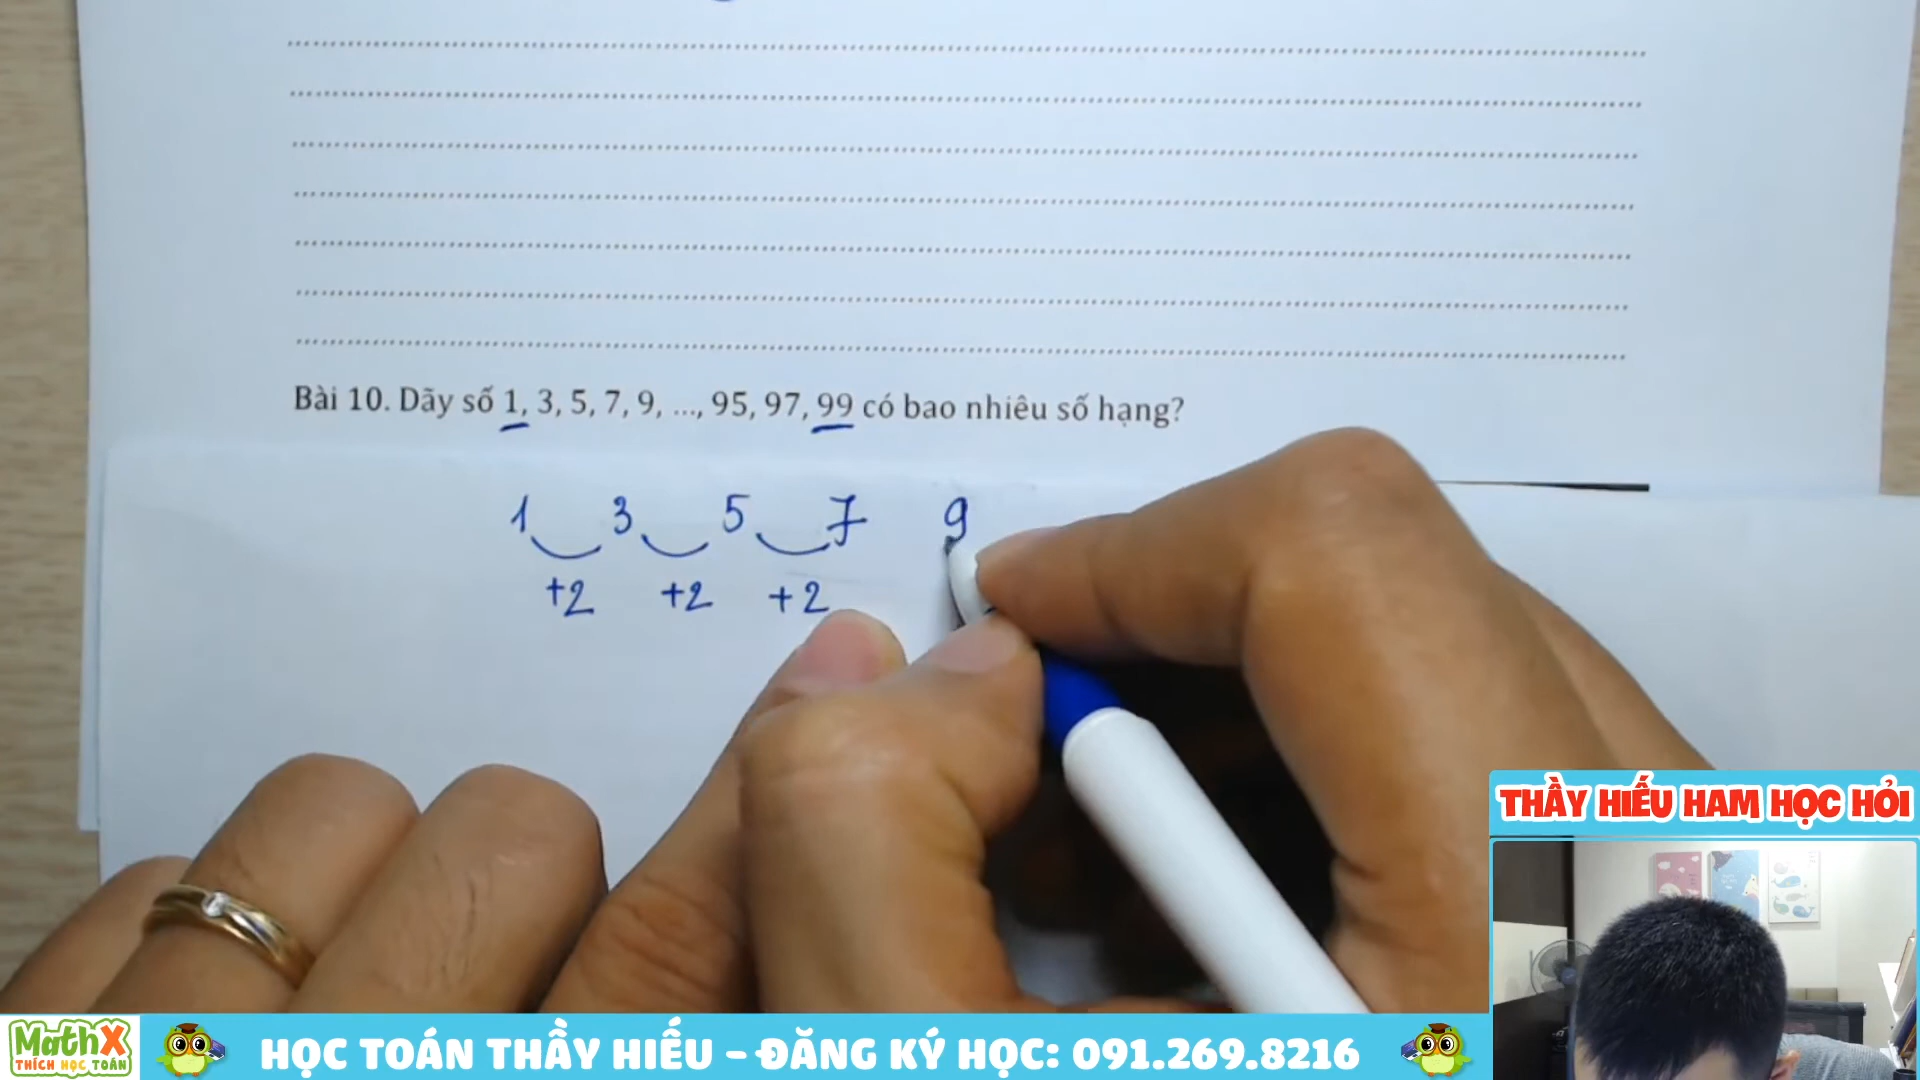 Bài 10. Dãy số 1, 3, 5, 7, 9, ..., 95, 97, 99 có bao nhiêu số hạng?
1 3 5 7 9
+2 +2 +2
THẦY HIẾU HAM HỌC HỎI
MathX
THÍCH HỌC TOÁN
HỌC TOÁN THẦY HIẾU - ĐĂNG KÝ HỌC: 091.269.8216